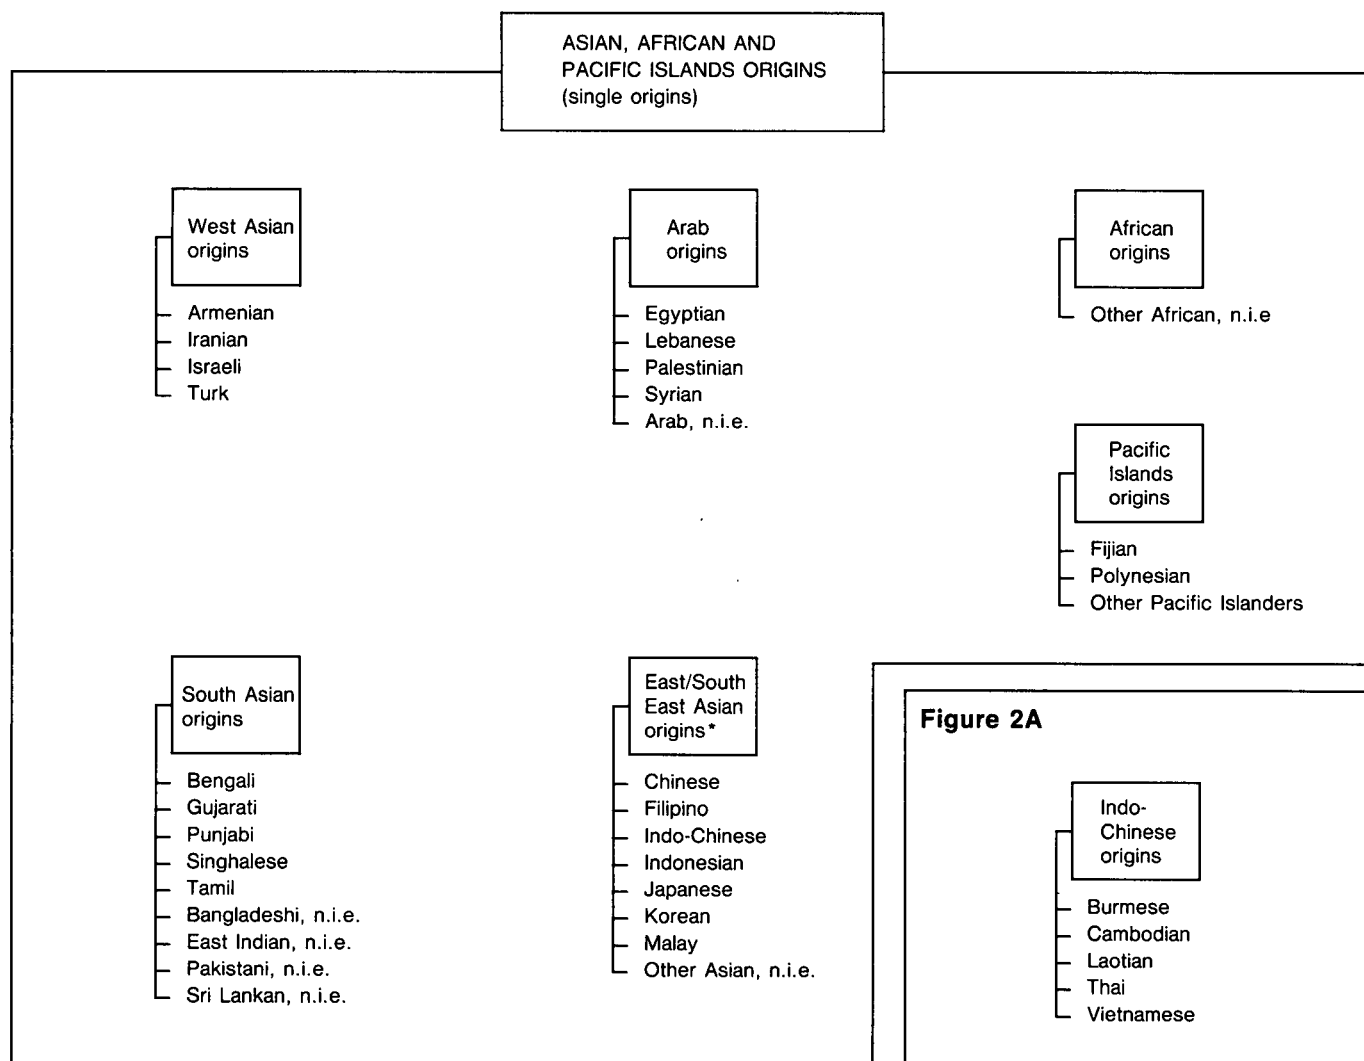 ASIAN, AFRICAN AND
PACIFIC ISLANDS ORIGINS
(single origins)
West Asian
origins
Armenian
Iranian
Israeli
Turk
Arab
origins
Egyptian
Lebanese
Palestinian
Syrian
Arab, n.i.e.
African
origins
Other African, n.i.e
Pacific
Islands
origins
Fijian
Polynesian
Other Pacific Islanders
South Asian
origins
Bengali
Gujarati
Punjabi
Singhalese
Tamil
Bangladeshi, n.i.e.
East Indian, n.i.e.
Pakistani, n.i.e.
Sri Lankan, n.i.e.
East/South
East Asian
origins*
Chinese
Filipino
Indo-Chinese
Indonesian
Japanese
Korean
Malay
Other Asian, n.i.e.
Figure 2A
Indo-
Chinese
origins
Burmese
Cambodian
Laotian
Thai
Vietnamese